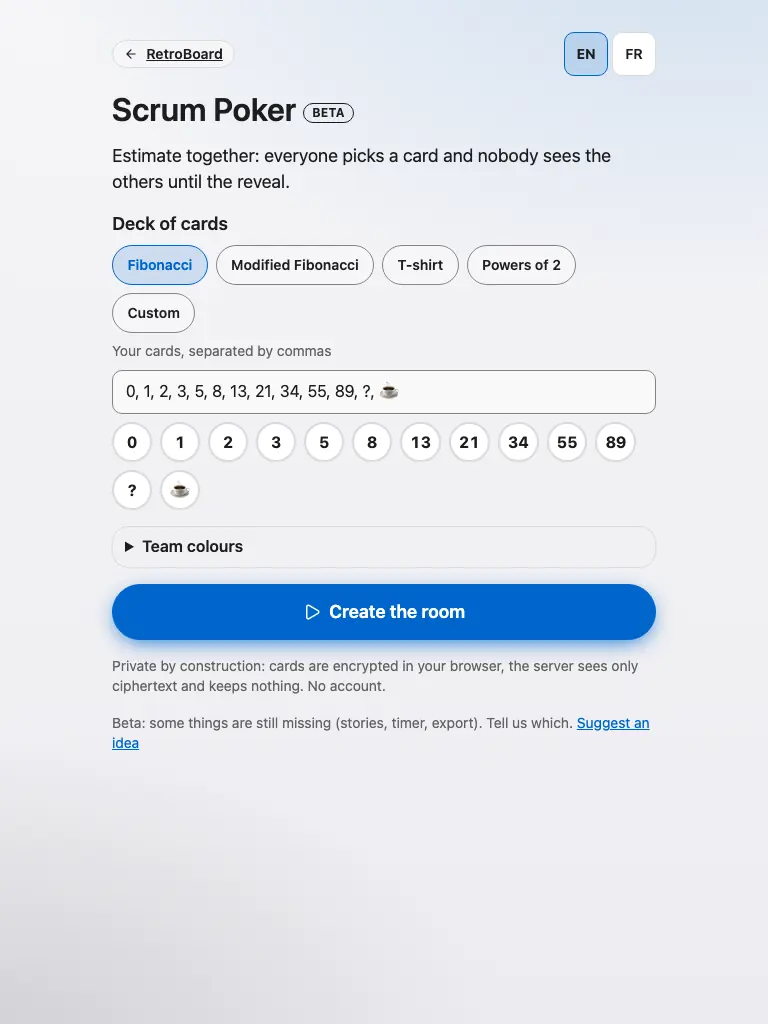 ← RetroBoard
EN FR
Scrum Poker BETA
Estimate together: everyone picks a card and nobody sees the
others until the reveal.
Deck of cards
Fibonacci Modified Fibonacci T-shirt Powers of 2
Custom
Your cards, separated by commas
0, 1, 2, 3, 5, 8, 13, 21, 34, 55, 89, ?, ☕
0 1 2 3 5 8 13 21 34 55 89
? ☕
▶ Team colours
Create the room
Private by construction: cards are encrypted in your browser, the server sees only
ciphertext and keeps nothing. No account.
Beta: some things are still missing (stories, timer, export). Tell us which. Suggest an
idea